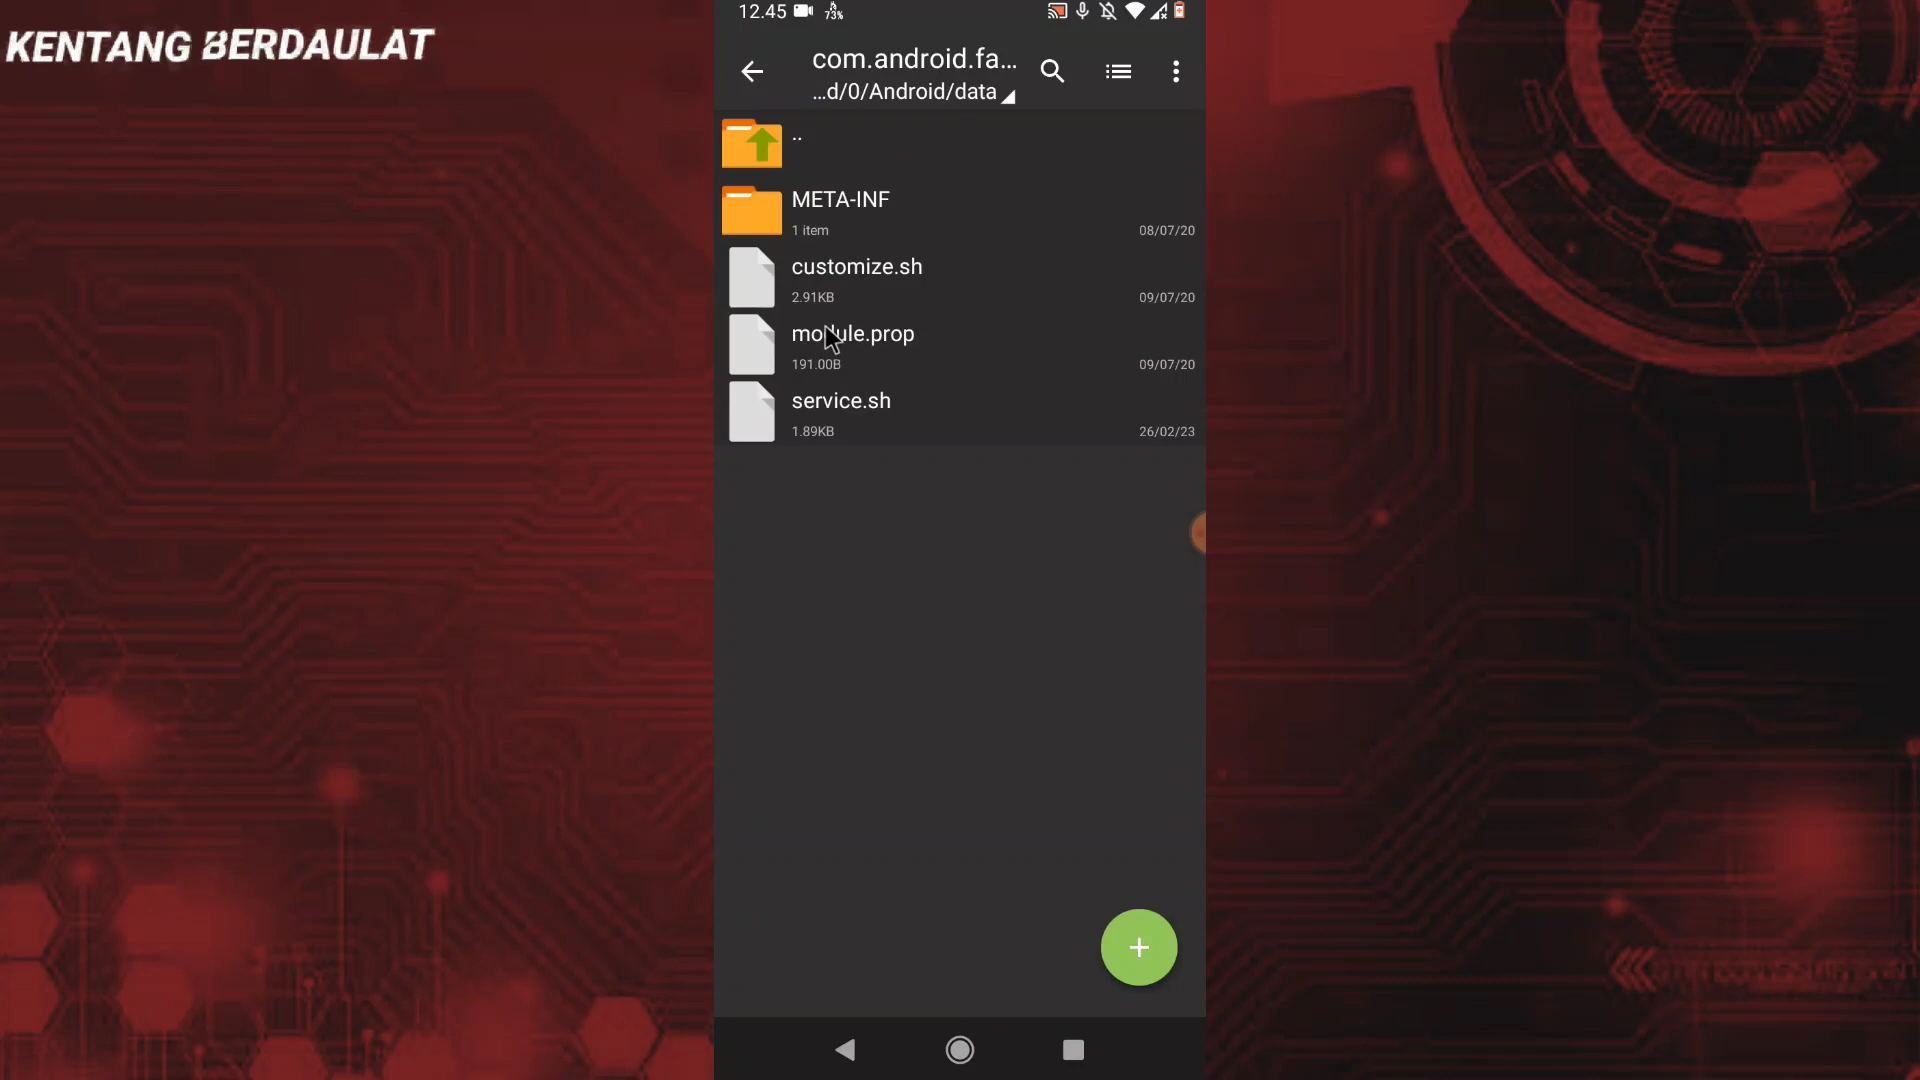 KENTANG BERDAULAT
12.45 73%
com.android.fa...
...d/0/Android/data
..
META-INF
1 item 08/07/20
customize.sh
2.91KB 09/07/20
module.prop
191.00B 09/07/20
service.sh
1.89KB 26/02/23